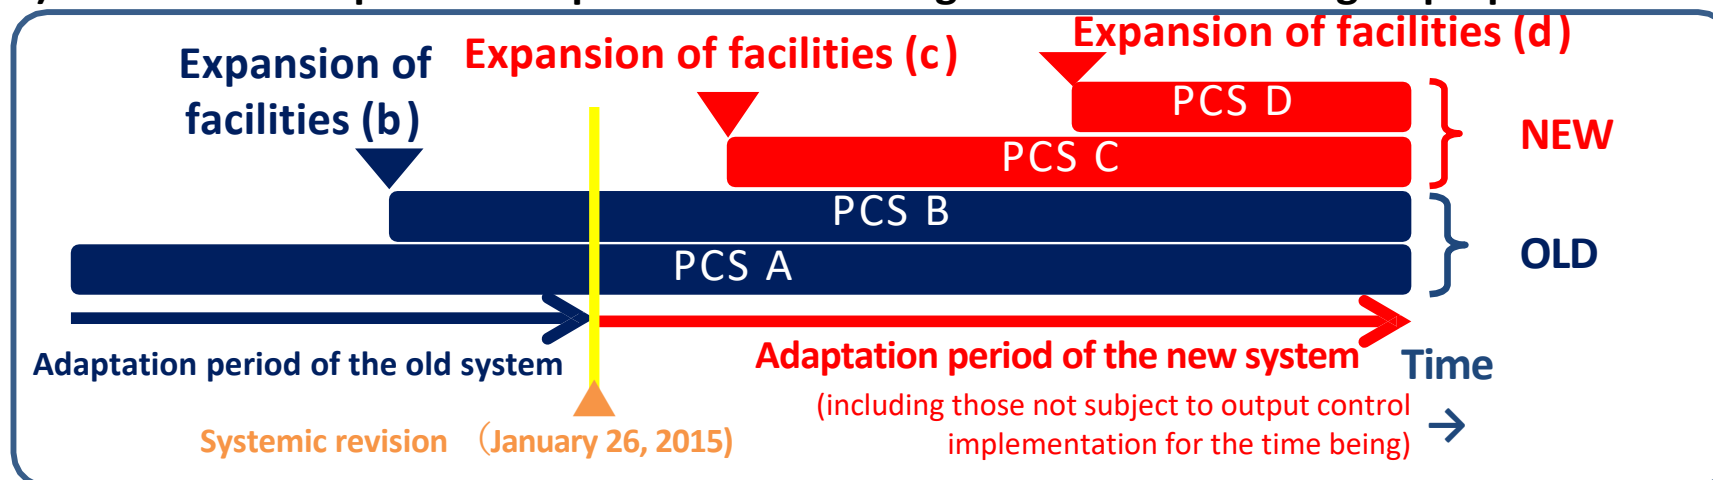 Expansion of
facilities (b)
Expansion of facilities (c)
Expansion of facilities (d)
PCS D
PCS C
NEW
PCS B
PCS A
OLD
Adaptation period of the old system
Adaptation period of the new system
Time
(including those not subject to output control
implementation for the time being)
→
Systemic revision （January 26, 2015)